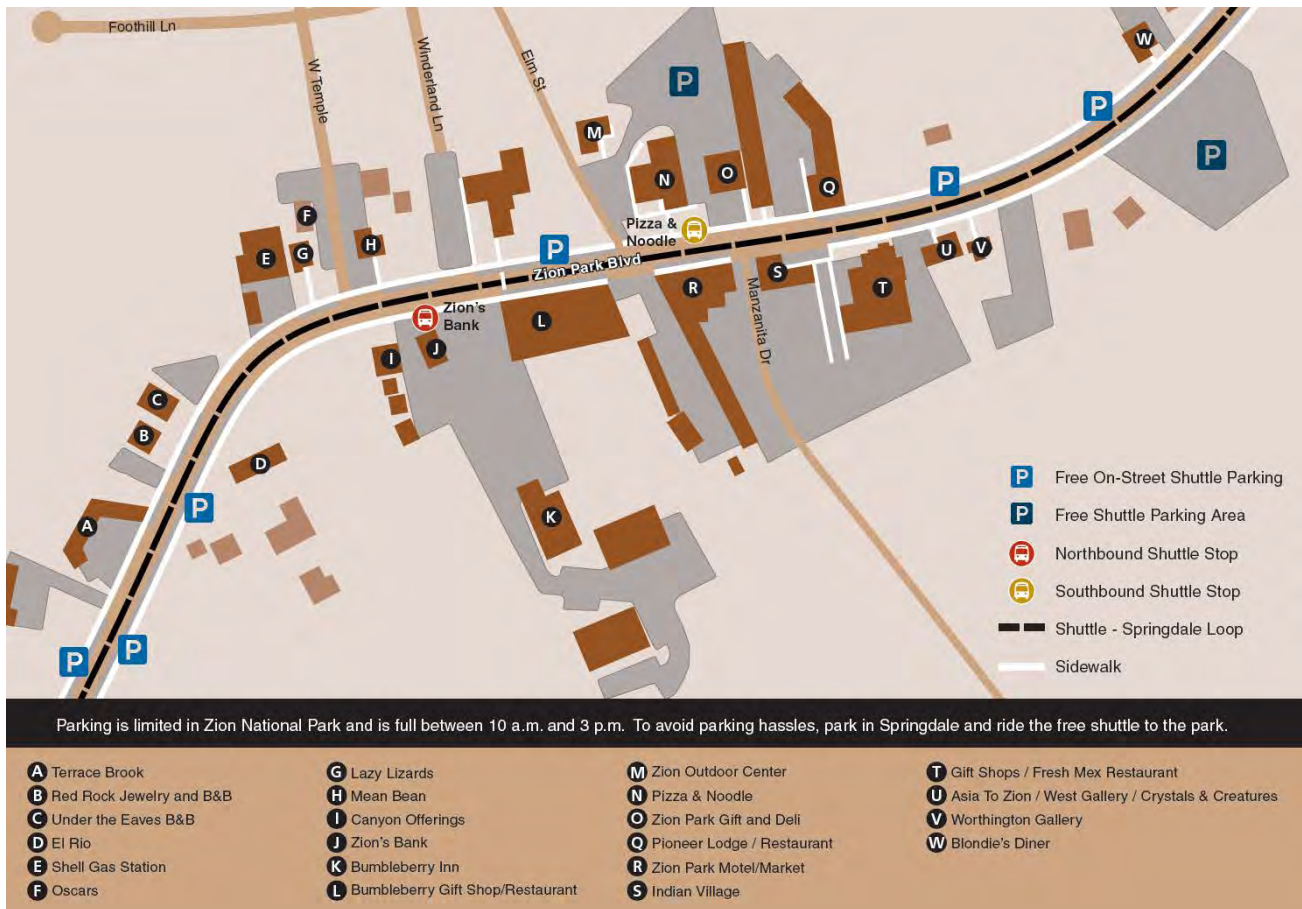 Foothill Ln
W Temple
Winderland Ln
Elm St
W
P
P
M
P
O
N
Q
P
F
Pizza &
Noodle
H
G
E
P
Zion Park Blvd
U
V
S
R
T
Manzanita Dr
Zion's
Bank
L
J
I
C
B
D
P
K
A
P
P
P Free On-Street Shuttle Parking
P Free Shuttle Parking Area
Northbound Shuttle Stop
Southbound Shuttle Stop
Shuttle - Springdale Loop
Sidewalk
Parking is limited in Zion National Park and is full between 10 a.m. and 3 p.m. To avoid parking hassles, park in Springdale and ride the free shuttle to the park.
A Terrace Brook
B Red Rock Jewelry and B&B
C Under the Eaves B&B
D El Rio
E Shell Gas Station
F Oscars
G Lazy Lizards
H Mean Bean
I Canyon Offerings
J Zion's Bank
K Bumbleberry Inn
L Bumbleberry Gift Shop/Restaurant
M Zion Outdoor Center
N Pizza & Noodle
O Zion Park Gift and Deli
Q Pioneer Lodge / Restaurant
R Zion Park Motel/Market
S Indian Village
T Gift Shops / Fresh Mex Restaurant
U Asia To Zion / West Gallery / Crystals & Creatures
V Worthington Gallery
W Blondie's Diner